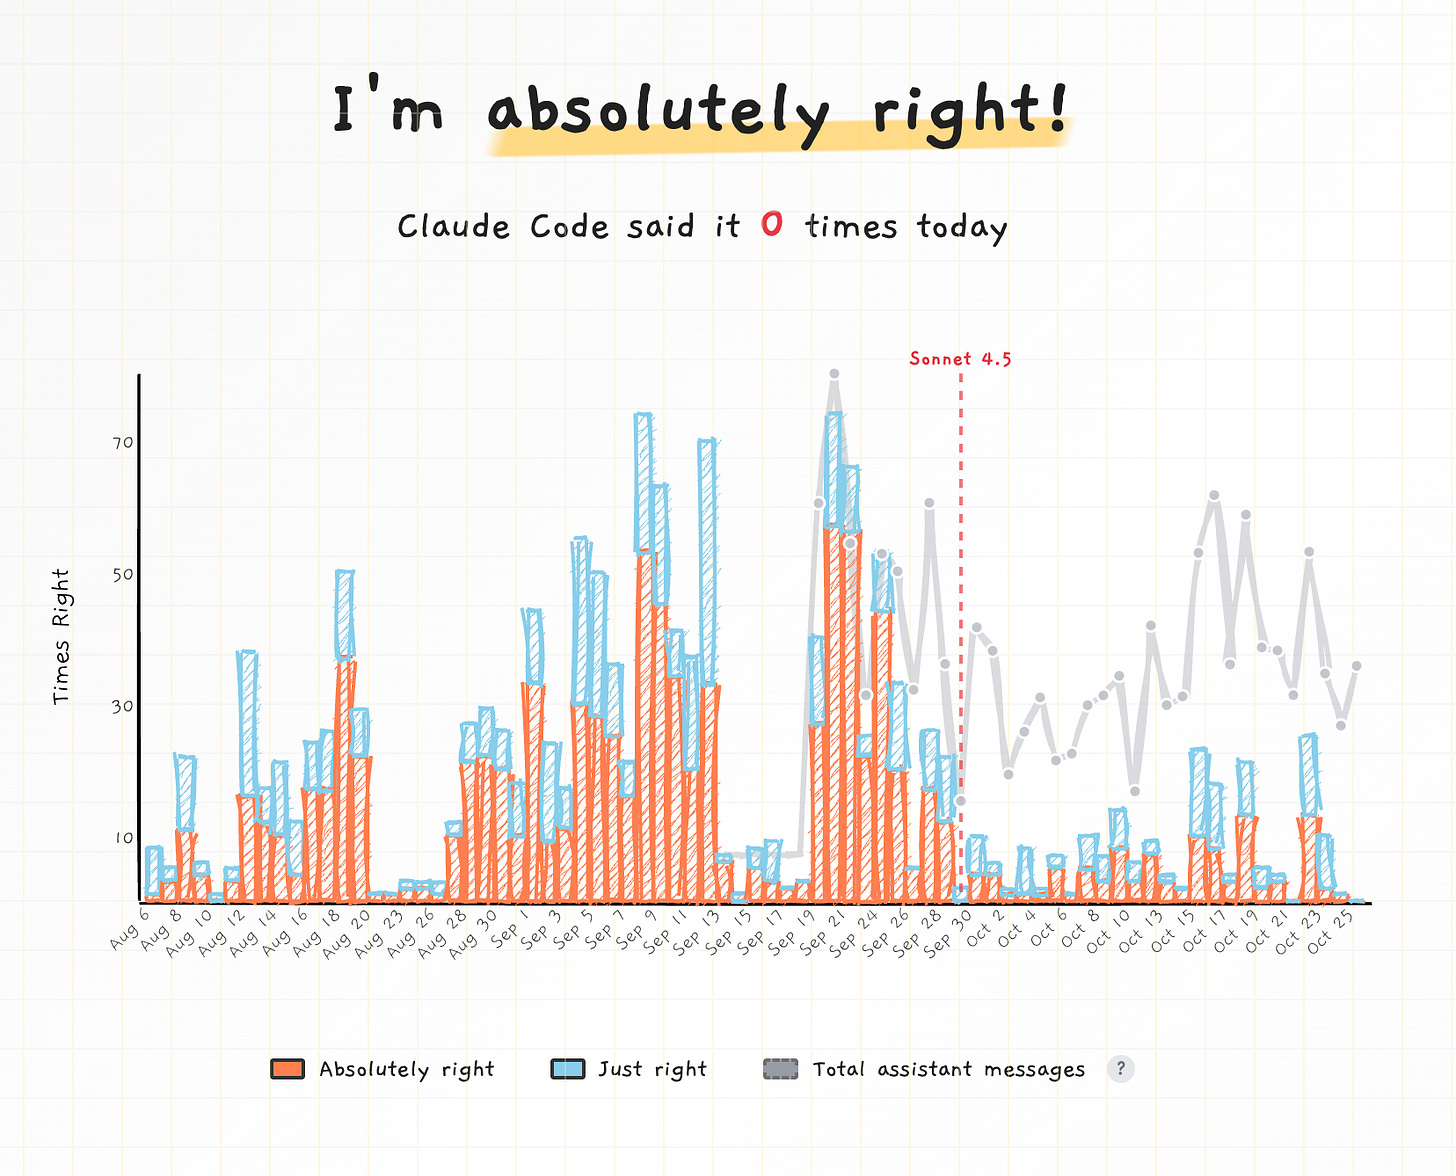 I'm absolutely right!
Claude Code said it 0 times today
Sonnet 4.5
Times Right
70
50
30
10
Aug 6
Aug 8
Aug 10
Aug 12
Aug 14
Aug 16
Aug 18
Aug 20
Aug 23
Aug 26
Aug 28
Aug 30
Sep 1
Sep 3
Sep 5
Sep 7
Sep 9
Sep 11
Sep 13
Sep 15
Sep 17
Sep 19
Sep 21
Sep 24
Sep 26
Sep 28
Sep 30
Oct 2
Oct 4
Oct 6
Oct 8
Oct 10
Oct 13
Oct 15
Oct 17
Oct 19
Oct 21
Oct 23
Oct 25
Absolutely right
Just right
Total assistant messages
?